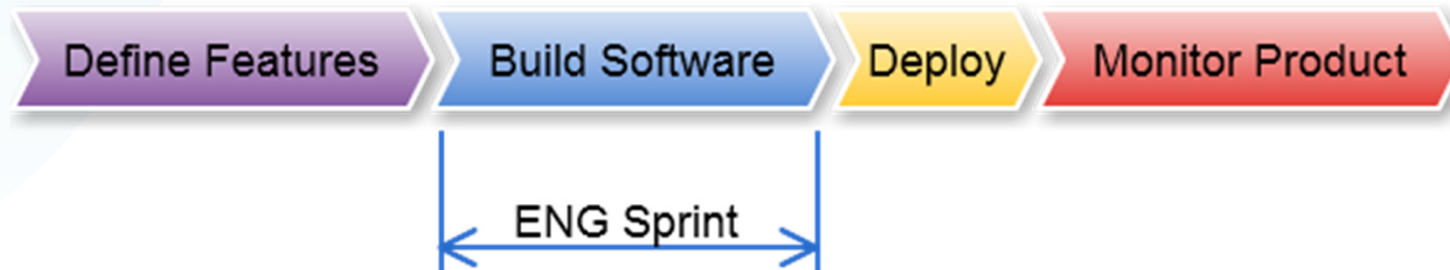 Define Features
Build Software
Deploy
Monitor Product
ENG Sprint